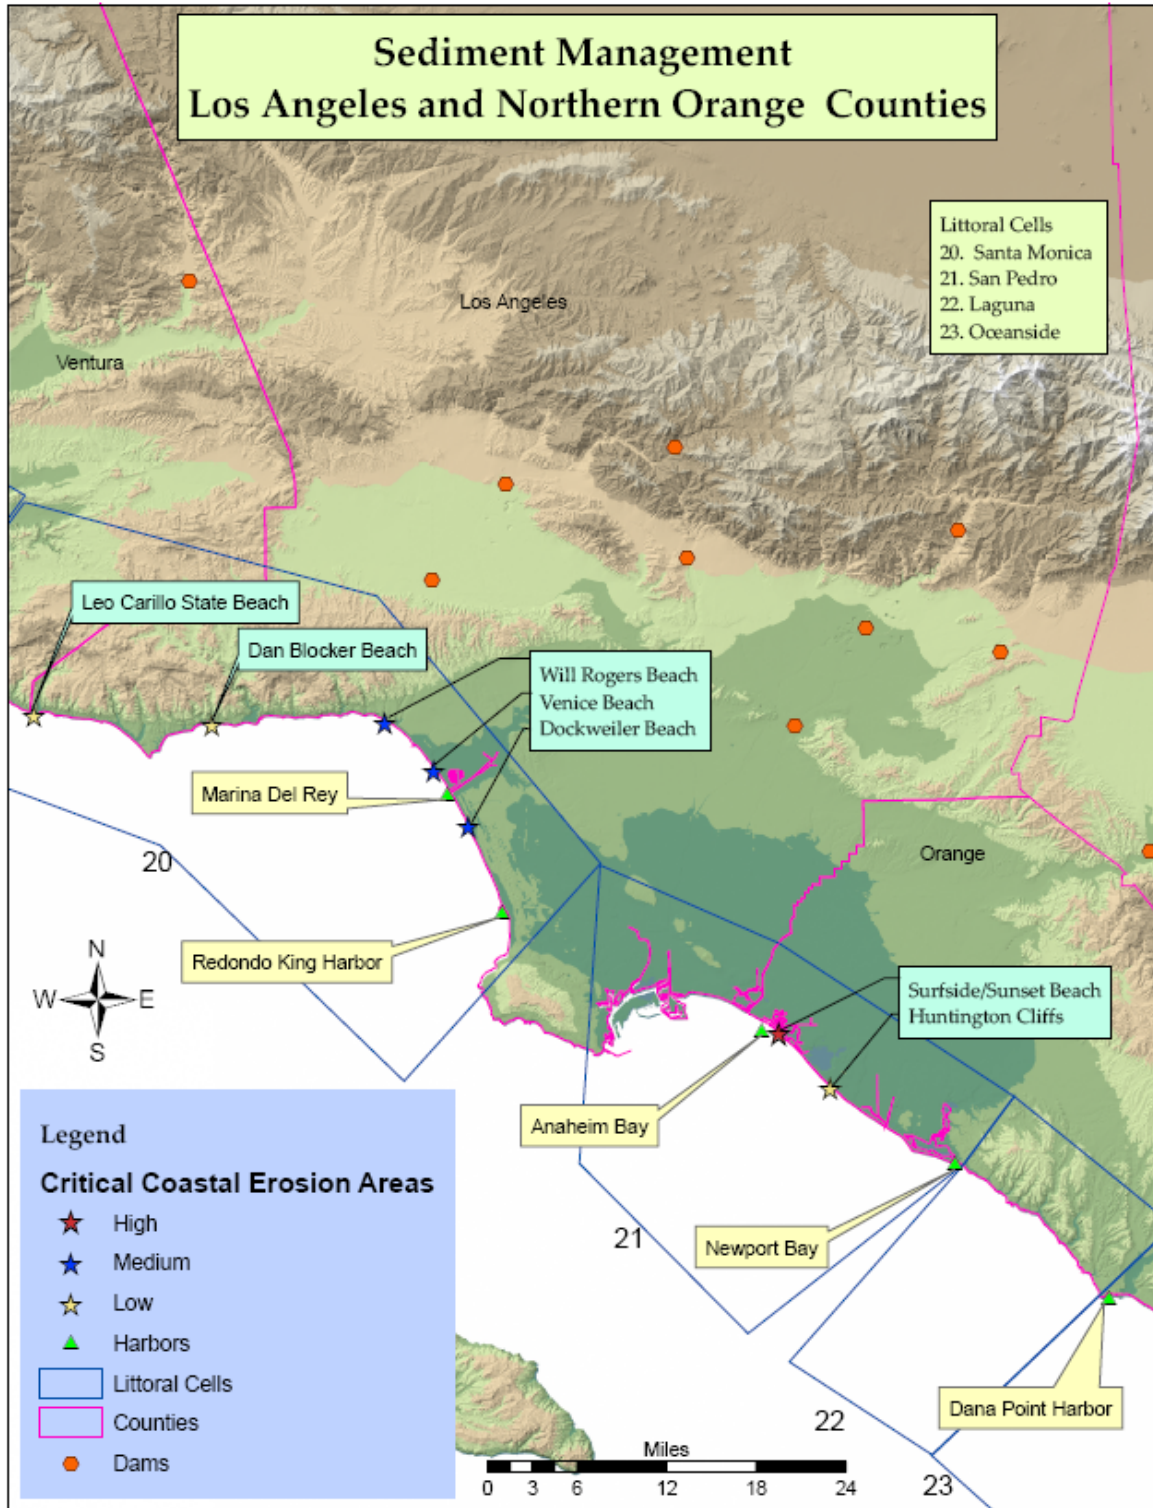 Sediment Management
Los Angeles and Northern Orange Counties
Littoral Cells
20. Santa Monica
21. San Pedro
22. Laguna
23. Oceanside
Los Angeles
Ventura
Leo Carillo State Beach
Dan Blocker Beach
Will Rogers Beach
Venice Beach
Dockweiler Beach
Marina Del Rey
Orange
20
Redondo King Harbor
N
W
E
S
Surfside/Sunset Beach
Huntington Cliffs
Anaheim Bay
Legend
Critical Coastal Erosion Areas
High
Medium
Low
Harbors
Littoral Cells
Counties
Dams
21
Newport Bay
Dana Point Harbor
22
23
Miles
0 3 6 12 18 24